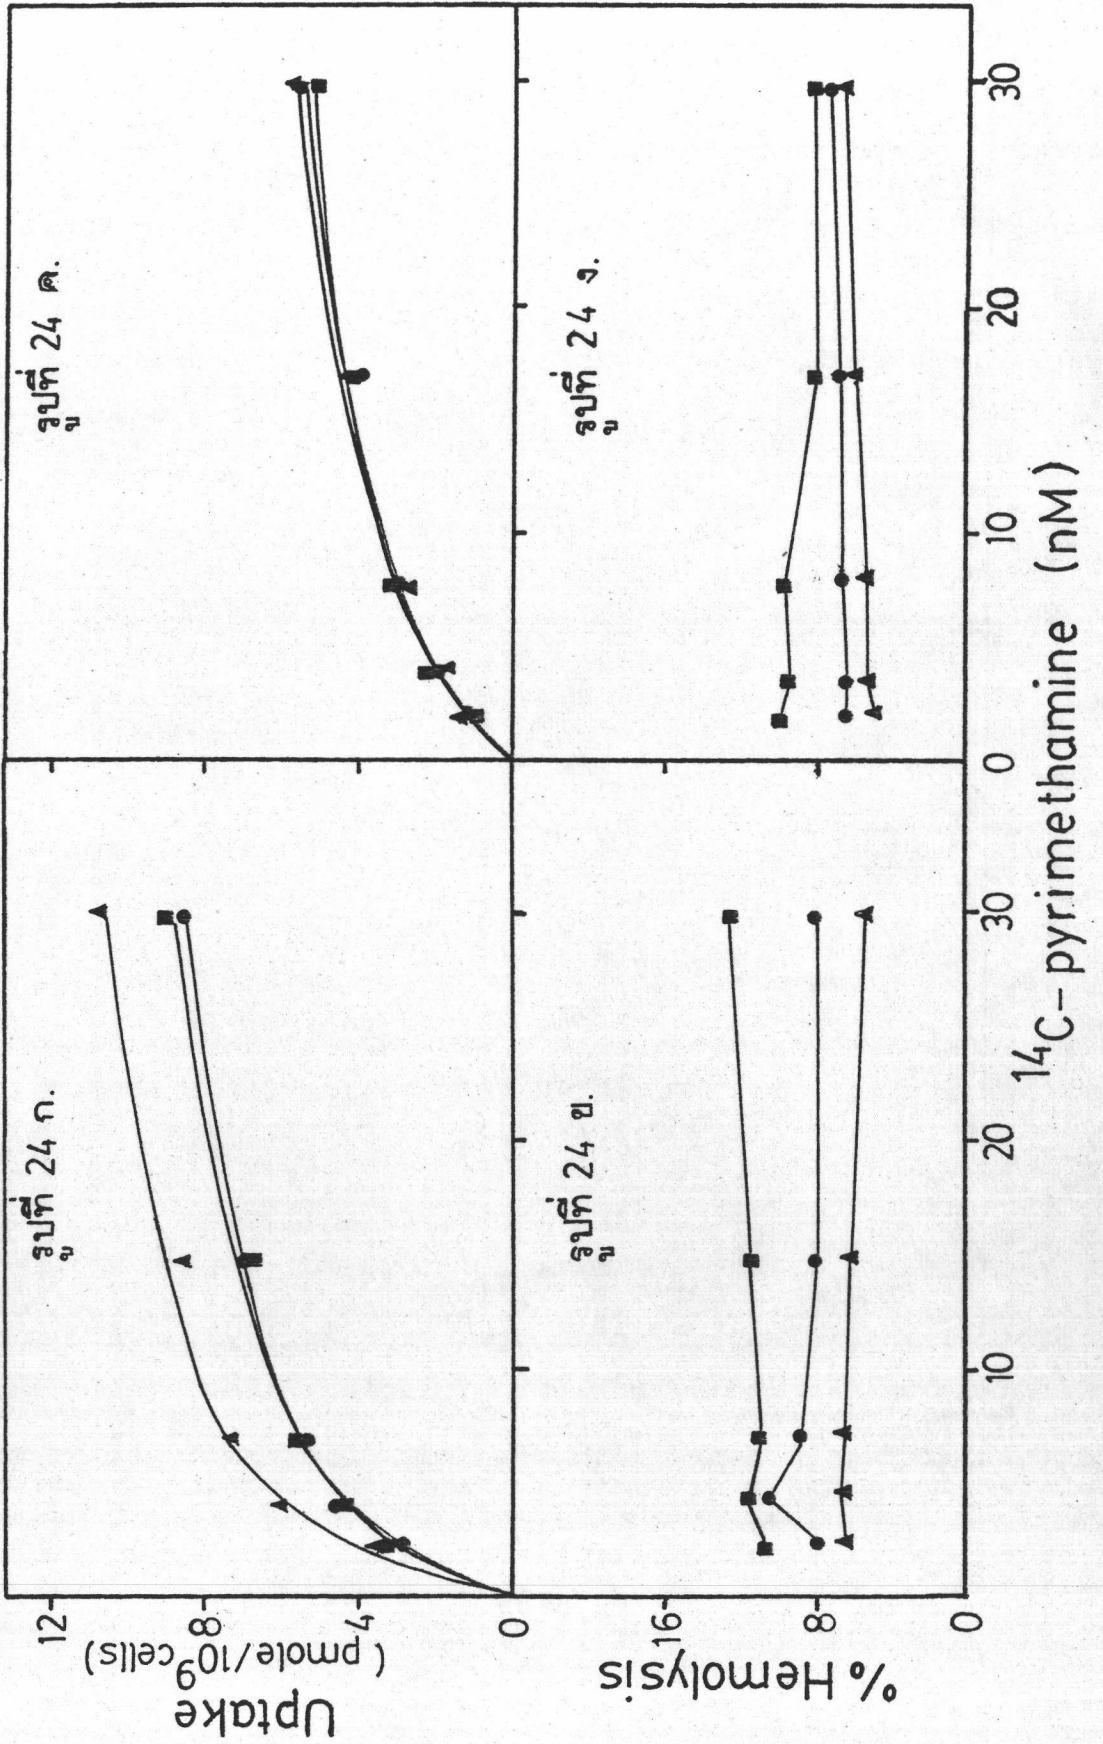 รูปที่ 24 ก.
รูปที่ 24 ค.
Uptake
(pmole/10⁹cells)
12
8
4
0
รูปที่ 24 ข.
รูปที่ 24 ง.
% Hemolysis
16
8
0
10
20
30
0
10
20
30
¹⁴C-pyrimethamine (nM)